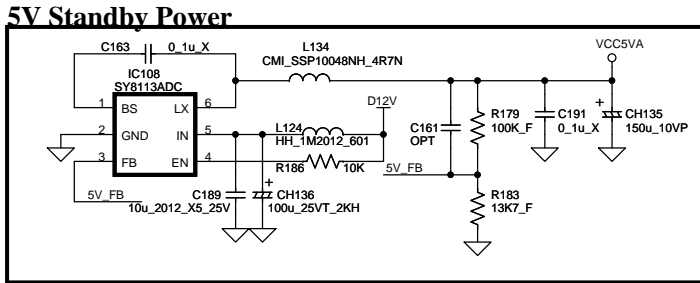 5V Standby Power
C163 0_1u_X
L134
CMI_SSP10048NH_4R7N
VCC5VA
IC108
SY8113ADC
1 BS LX 6
2 GND IN 5
3 FB EN 4
D12V
L124
HH_1M2012_601
R186 10K
C161
OPT
R179
100K_F
C191
0_1u_X
+ CH135
150u_10VP
5V_FB
5V_FB
C189
10u_2012_X5_25V
+
CH136
100u_25VT_2KH
R183
13K7_F